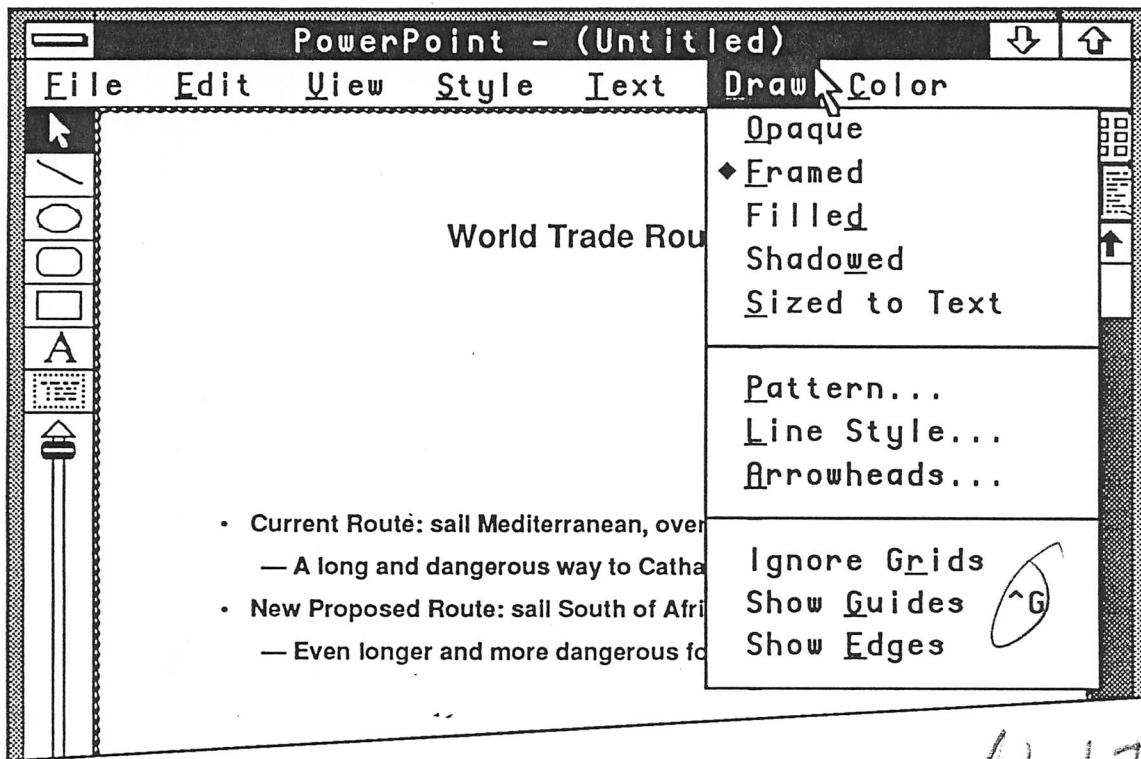 PowerPoint - (Untitled)
File Edit View Style Text Draw Color
Opaque
◆ Framed
Filled
Shadowed
Sized to Text
Pattern...
Line Style...
Arrowheads...
Ignore Grids
Show Guides ^G
Show Edges
A
World Trade Rou
• Current Route: sail Mediterranean, over
— A long and dangerous way to Catha
• New Proposed Route: sail South of Afri
— Even longer and more dangerous fo